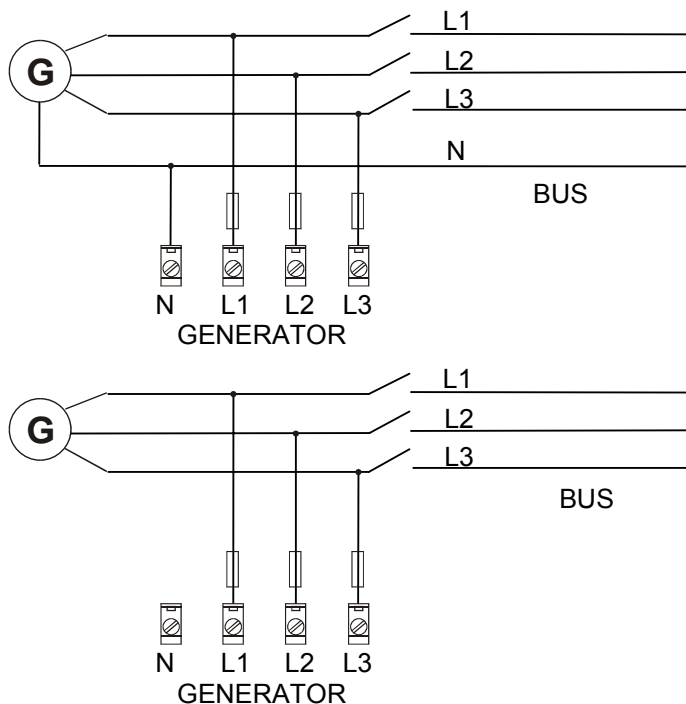 L1
G
L2
L3
N
BUS
N L1 L2 L3
GENERATOR
L1
G
L2
L3
BUS
N L1 L2 L3
GENERATOR